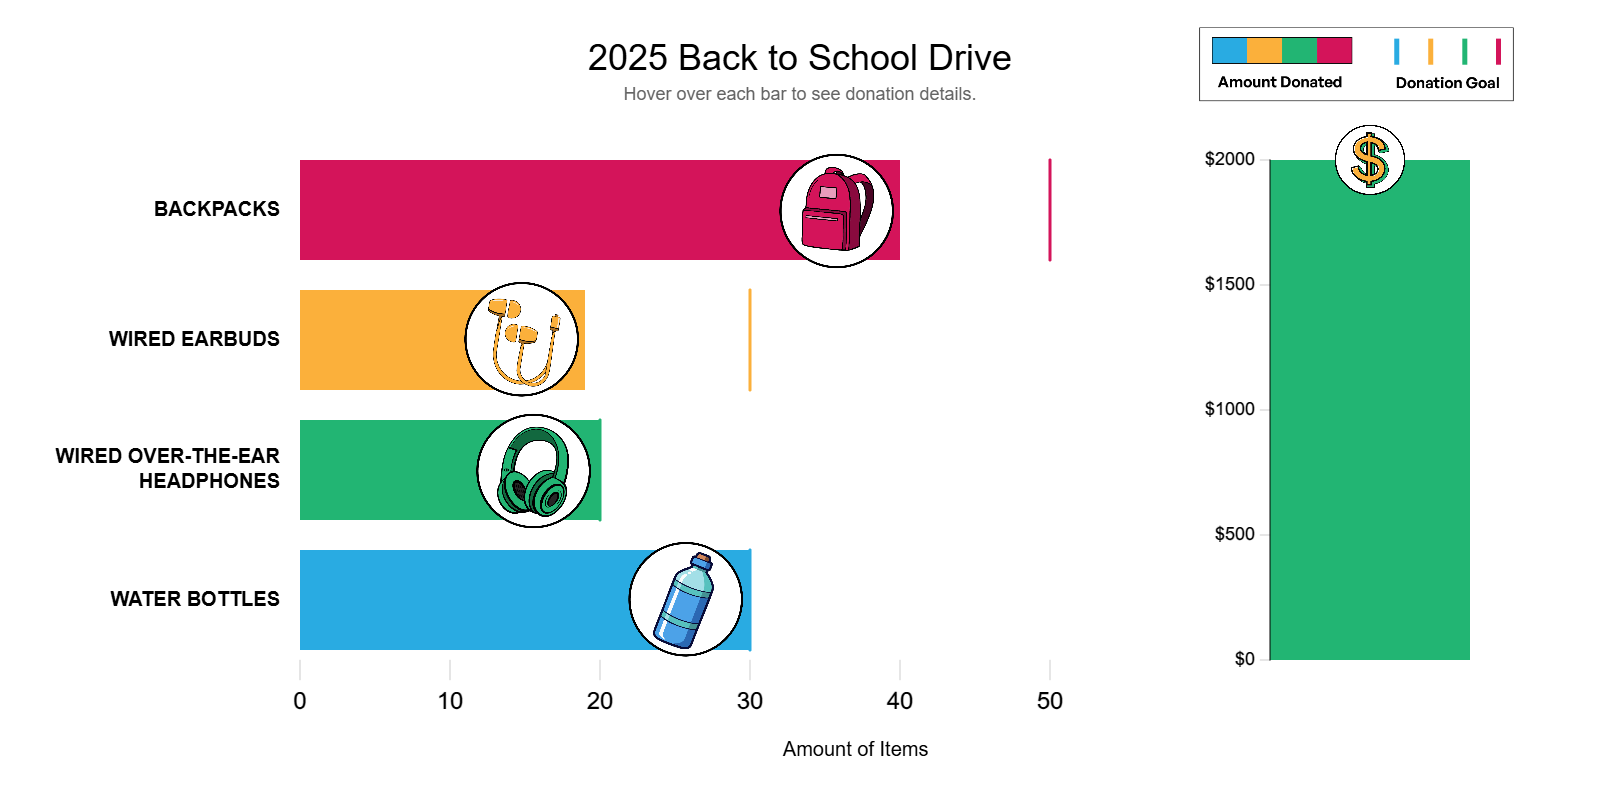 2025 Back to School Drive
Hover over each bar to see donation details.
Amount Donated
Donation Goal
BACKPACKS
WIRED EARBUDS
WIRED OVER-THE-EAR
HEADPHONES
WATER BOTTLES
0 10 20 30 40 50
Amount of Items
$
$2000
$1500
$1000
$500
$0